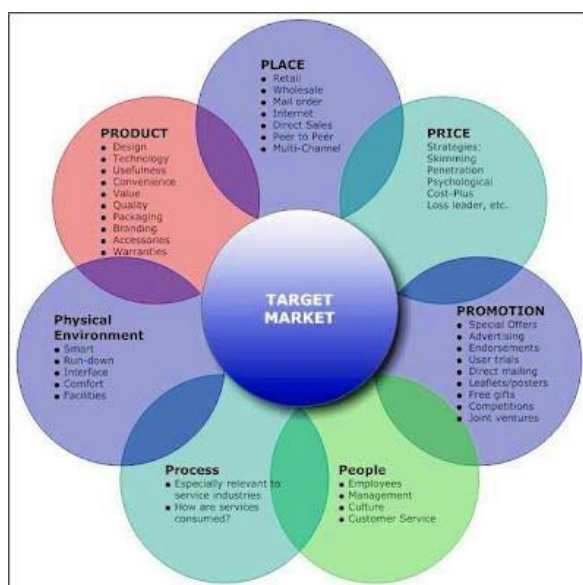 PLACE
Retail
Wholesale
Mail order
Internet
Direct Sales
Peer to Peer
Multi-Channel
PRICE
Strategies:
Skimming
Penetration
Psychological
Cost-Plus
Loss leader, etc.
PROMOTION
Special Offers
Advertising
Endorsements
User trials
Direct mailing
Leaflets/posters
Free gifts
Competitions
Joint ventures
People
Employees
Management
Culture
Customer Service
Process
Especially relevant to
service industries
How are services
consumed?
Physical
Environment
Smart
Run-down
Interface
Comfort
Facilities
PRODUCT
Design
Technology
Usefulness
Convenience
Value
Quality
Packaging
Branding
Accessories
Warranties
TARGET
MARKET